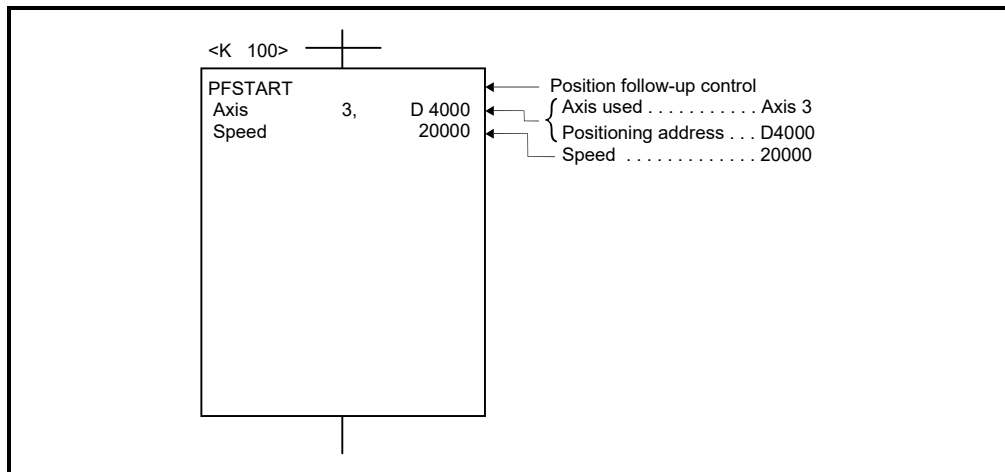 <K 100>
PFSTART
Axis 3, D 4000
Speed 20000
Position follow-up control
Axis used . . . . . . . . . . . Axis 3
Positioning address . . . D4000
Speed . . . . . . . . . . . . . 20000